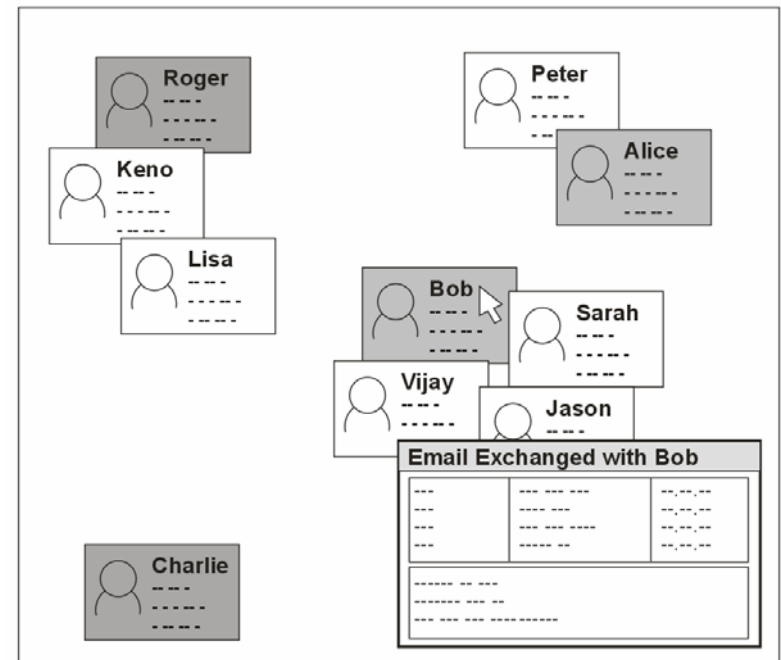 Roger
Peter
Keno
Alice
Lisa
Bob
Sarah
Vijay
Jason
Email Exchanged with Bob
Charlie